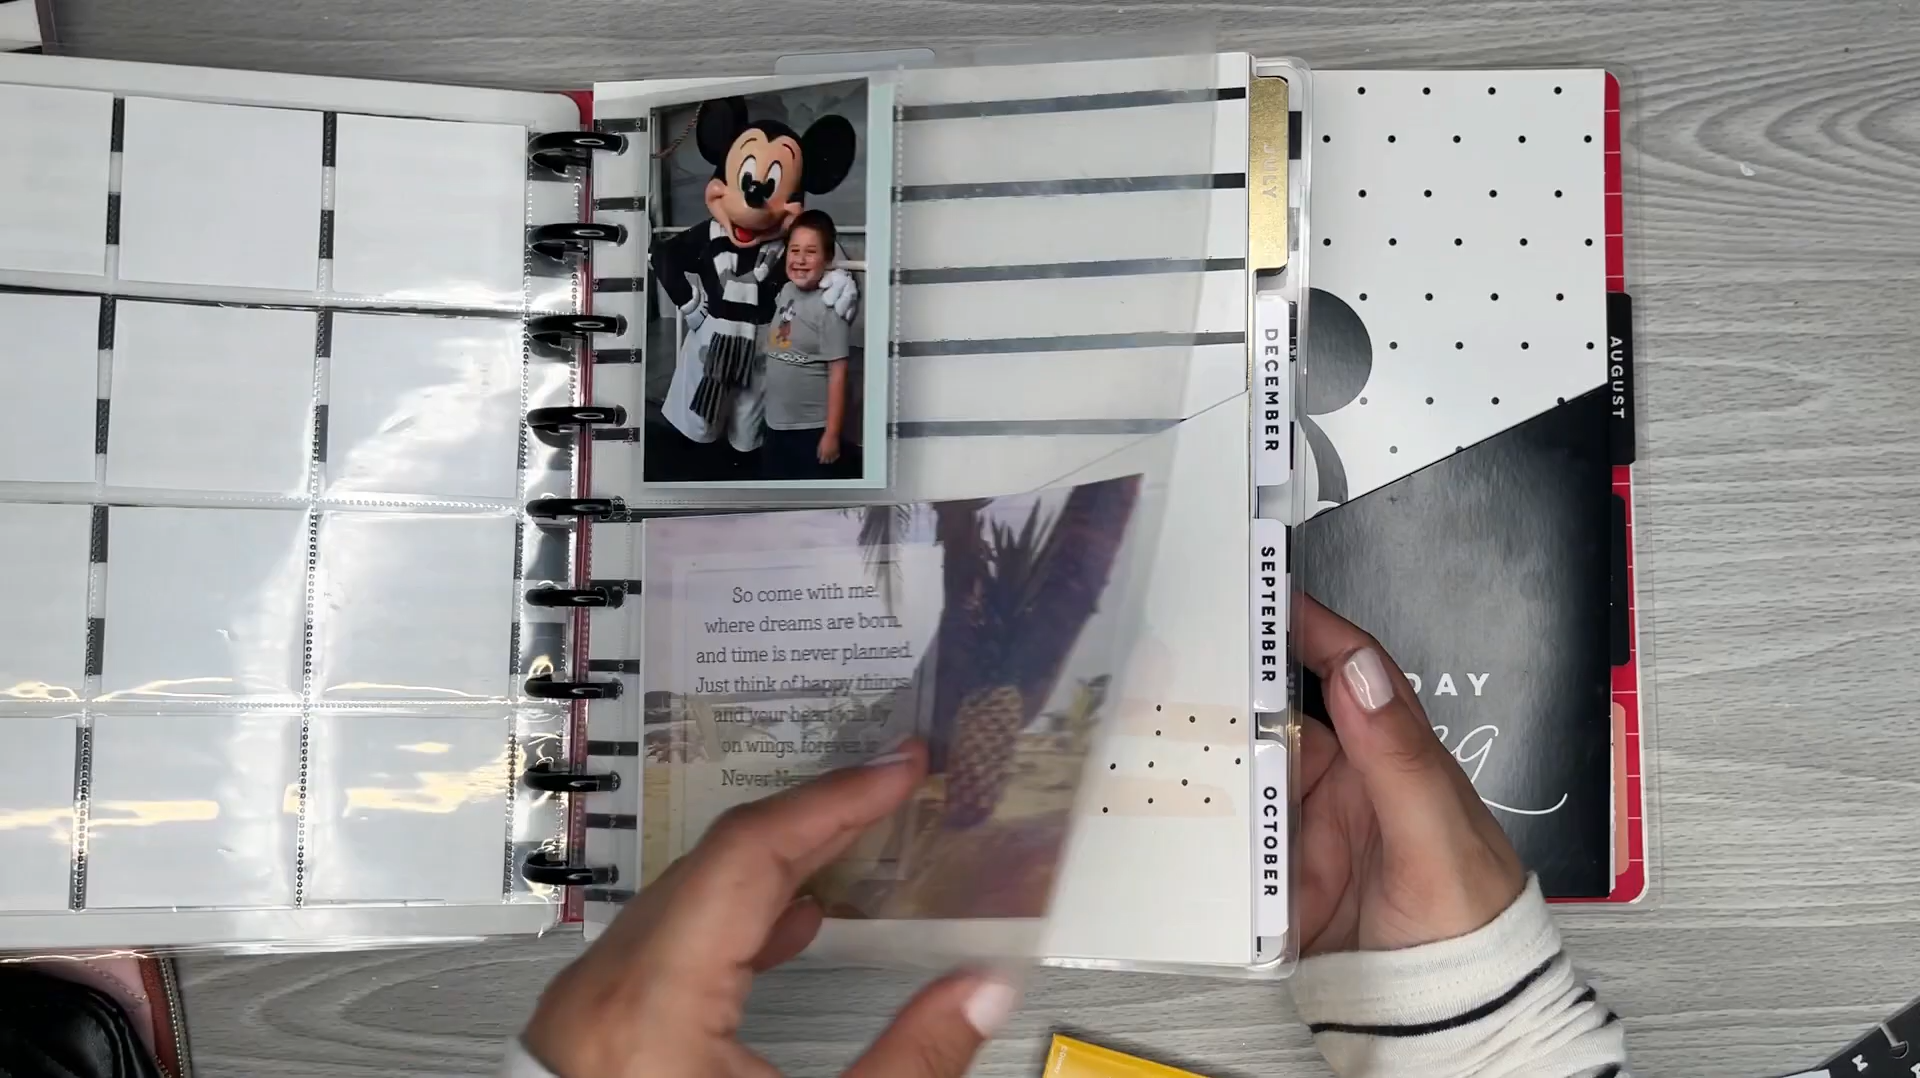 So come with me,
where dreams are born,
and time is never planned.
Just think of happy things,
and your heart will fly
on wings, forever, in
Never
JULY
DECEMBER
SEPTEMBER
OCTOBER
AUGUST
DAY